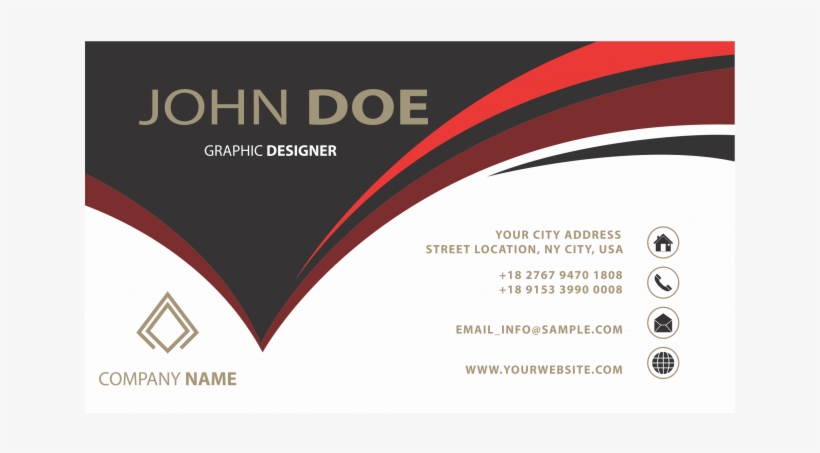 JOHN DOE
GRAPHIC DESIGNER
YOUR CITY ADDRESS
STREET LOCATION, NY CITY, USA
+18 2767 9470 1808
+18 9153 3990 0008
EMAIL_INFO@SAMPLE.COM
WWW.YOURWEBSITE.COM
COMPANY NAME